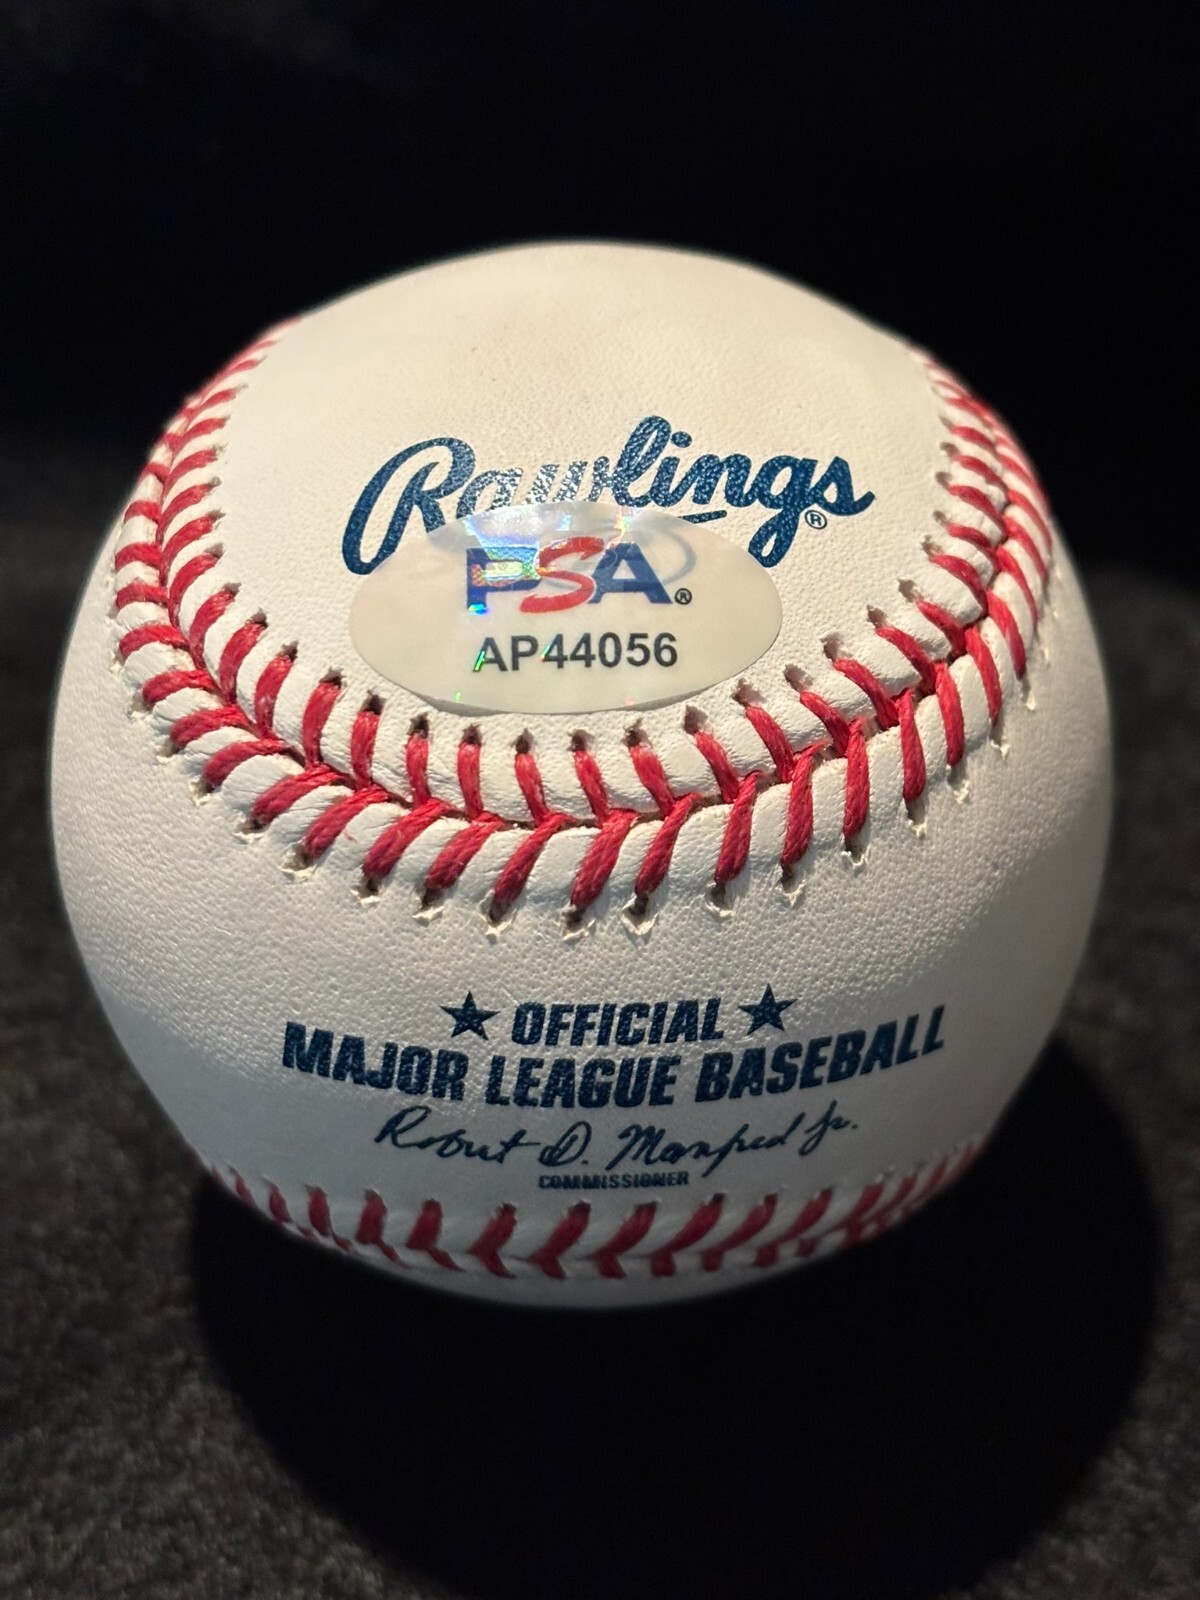 Rawlings®
PSA®
AP44056
★ OFFICIAL ★
MAJOR LEAGUE BASEBALL
Robert D. Manfred Jr.
COMMISSIONER